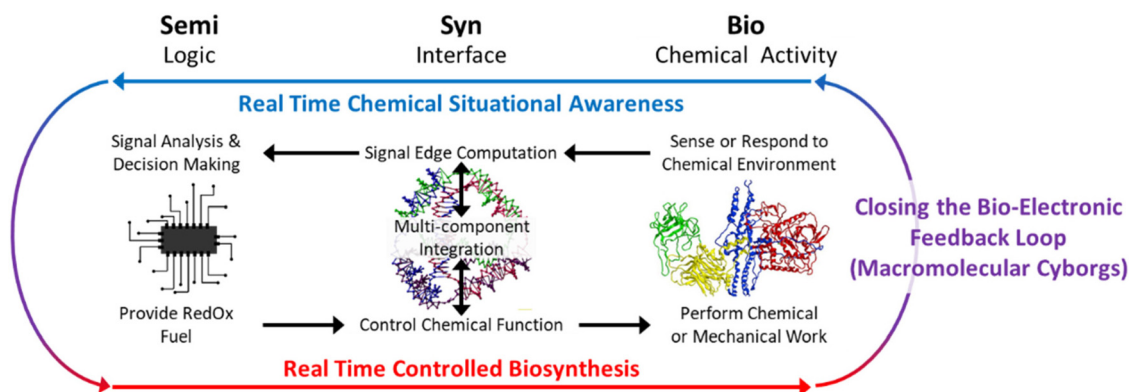 Semi
Logic
Syn
Interface
Bio
Chemical Activity
Real Time Chemical Situational Awareness
Signal Analysis &
Decision Making
Signal Edge Computation
Sense or Respond to
Chemical Environment
Multi-component
Integration
Closing the Bio-Electronic
Feedback Loop
(Macromolecular Cyborgs)
Provide RedOx
Fuel
Control Chemical Function
Perform Chemical
or Mechanical Work
Real Time Controlled Biosynthesis